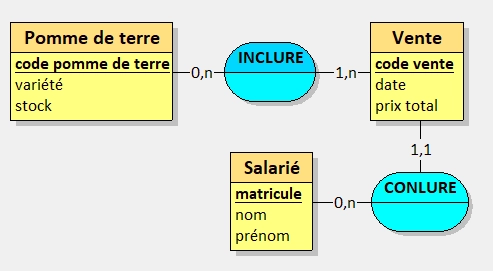 Pomme de terre
code pomme de terre
variété
stock
0,n
INCLURE
1,n
Vente
code vente
date
prix total
1,1
Salarié
matricule
nom
prénom
0,n
CONLURE